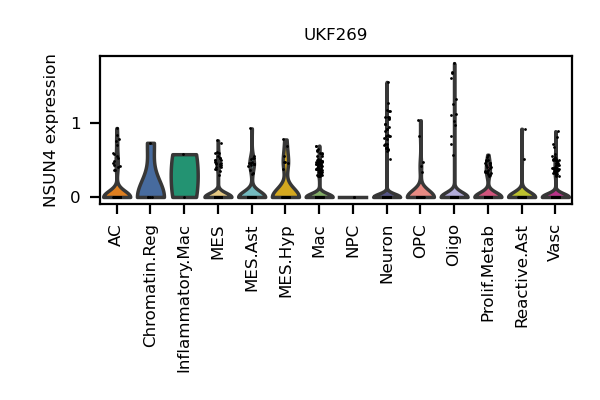 UKF269
NSUN4 expression
1
0
AC
Chromatin.Reg
Inflammatory.Mac
MES
MES.Ast
MES.Hyp
Mac
NPC
Neuron
OPC
Oligo
Prolif.Metab
Reactive.Ast
Vasc